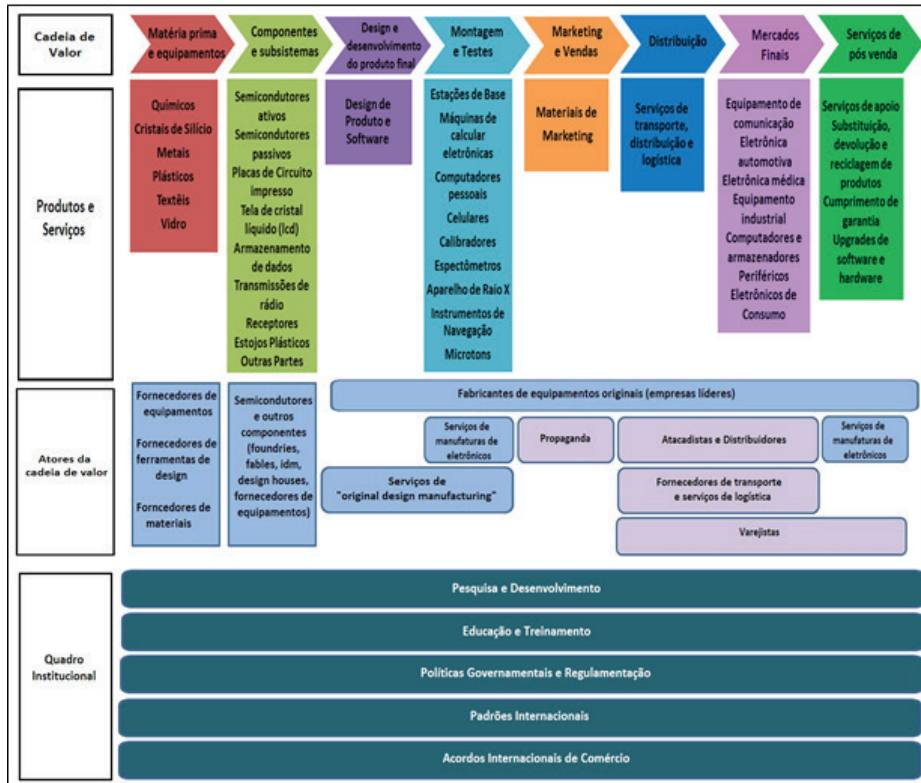 Cadeia de
Valor
Matéria prima e
equipamentos
Componentes
e subsistemas
Design e
desenvolvimento
do produto final
Montagem
e Testes
Marketing
e Vendas
Distribuição
Mercados
Finais
Serviços de
pós venda
Produtos e
Serviços
Químicos
Cristais de Silício
Metais
Plásticos
Textêis
Vidro
Semicondutores
ativos
Semicondutores
passivos
Placas de Circuito
impresso
Tela de cristal
líquido (lcd)
Armazenamento
de dados
Transmissões de
rádio
Receptores
Estojos Plásticos
Outras Partes
Design de
Produto e
Software
Estações de Base
Máquinas de
calcular
eletrônicas
Computadores
pessoais
Celulares
Calibradores
Espectômetros
Aparelho de Raio X
Instrumentos de
Navegação
Microtons
Materiais de
Marketing
Serviços de
transporte,
distribuição e
logística
Equipamento de
comunicação
Eletrônica
automotiva
Eletrônica médica
Equipamento
industrial
Computadores e
armazenadores
Periféricos
Eletrônicos de
Consumo
Serviços de apoio
Substituição,
devolução e
reciclagem de
produtos
Cumprimento de
garantia
Upgrades de
software e
hardware
Atores da
cadeia de valor
Fornecedores de
equipamentos
Fornecedores de
ferramentas de
design
Forncedores de
materiais
Semicondutores
e outros
componentes
(foundries,
fables, idm,
design houses,
fornecedores de
equipamentos)
Fabricantes de equipamentos originais (empresas líderes)
Serviços de
manufaturas de
eletrônicos
Propaganda
Atacadistas e Distribuidores
Serviços de
manufaturas de
eletrônicos
Serviços de
"original design manufacturing"
Fornecedores de transporte
e serviços de logística
Varejistas
Quadro
Institucional
Pesquisa e Desenvolvimento
Educação e Treinamento
Políticas Governamentais e Regulamentação
Padrões Internacionais
Acordos Internacionais de Comércio